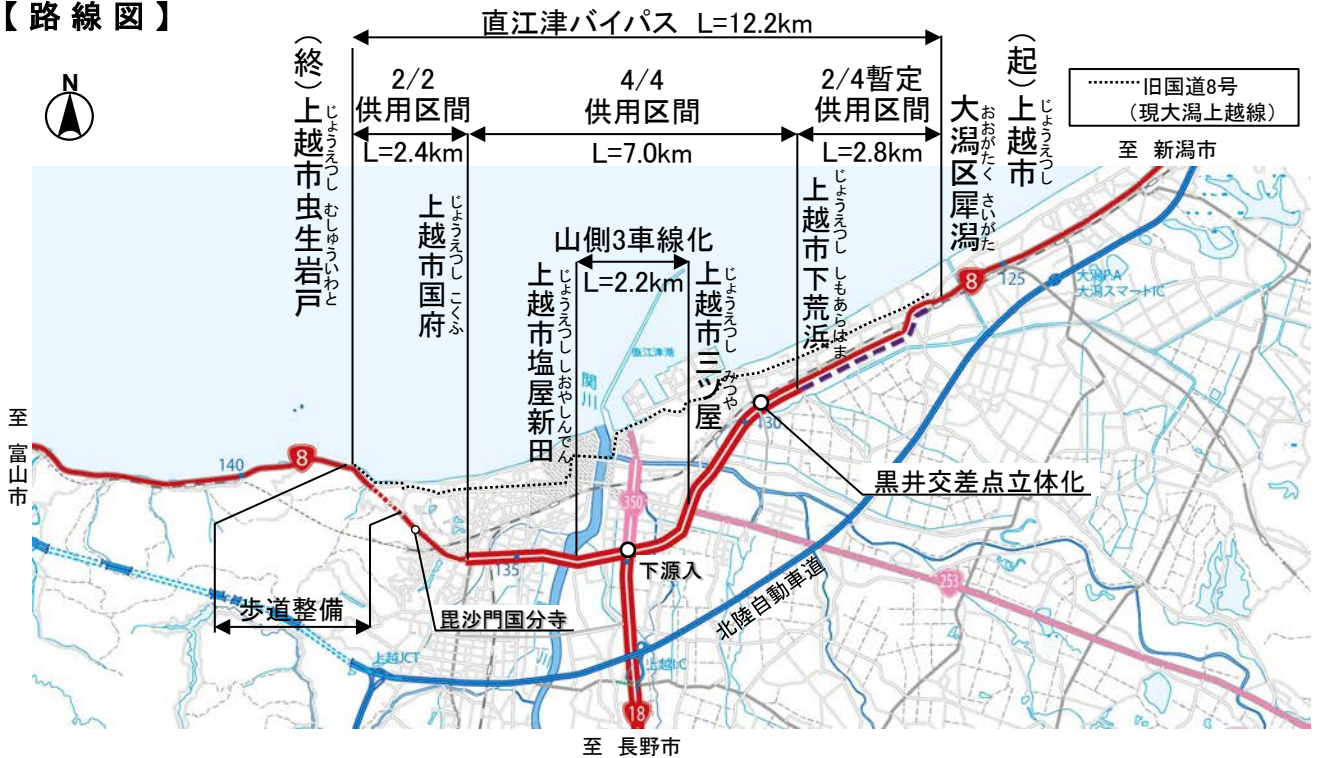 【路線図】
直江津バイパス L=12.2km
N
(終)上越市虫生岩戸
じょうえつし むしゅういわと
2/2
供用区間
L=2.4km
4/4
供用区間
L=7.0km
2/4暫定
供用区間
L=2.8km
(起)上越市
じょうえつし
大潟区犀潟
おおがたく さいがた
旧国道8号
(現大潟上越線)
至 新潟市
上越市国府
じょうえつし こくふ
山側3車線化
L=2.2km
上越市塩屋新田
じょうえつし しおやしんでん
上越市三ツ屋
じょうえつし みつや
上越市下荒浜
じょうえつし しもあらはま
8
125
大潟PA
大潟スマートIC
直江津港
関川
130
至 富山市
140
8
350
黒井交差点立体化
135
下源入
253
北陸自動車道
歩道整備
毘沙門国分寺
上越JCT
川
上越IC
18
至 長野市